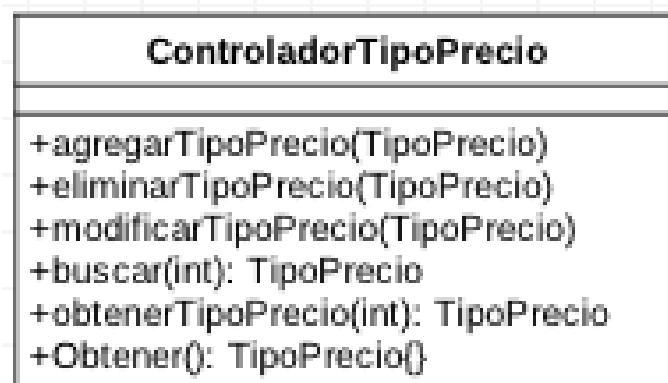 ControladorTipoPrecio
+agregarTipoPrecio(TipoPrecio)
+eliminarTipoPrecio(TipoPrecio)
+modificarTipoPrecio(TipoPrecio)
+buscar(int): TipoPrecio
+obtenerTipoPrecio(int): TipoPrecio
+Obtener(): TipoPrecio{}